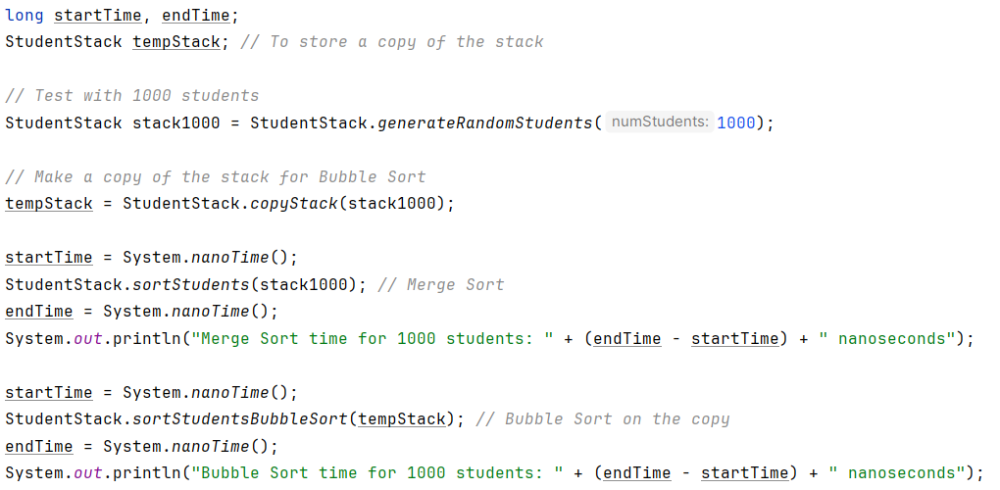 long startTime, endTime;
StudentStack tempStack; // To store a copy of the stack
// Test with 1000 students
StudentStack stack1000 = StudentStack.generateRandomStudents( numStudents: 1000);
// Make a copy of the stack for Bubble Sort
tempStack = StudentStack.copyStack(stack1000);
startTime = System.nanoTime();
StudentStack.sortStudents(stack1000); // Merge Sort
endTime = System.nanoTime();
System.out.println("Merge Sort time for 1000 students: " + (endTime - startTime) + " nanoseconds");
startTime = System.nanoTime();
StudentStack.sortStudentsBubbleSort(tempStack); // Bubble Sort on the copy
endTime = System.nanoTime();
System.out.println("Bubble Sort time for 1000 students: " + (endTime - startTime) + " nanoseconds");